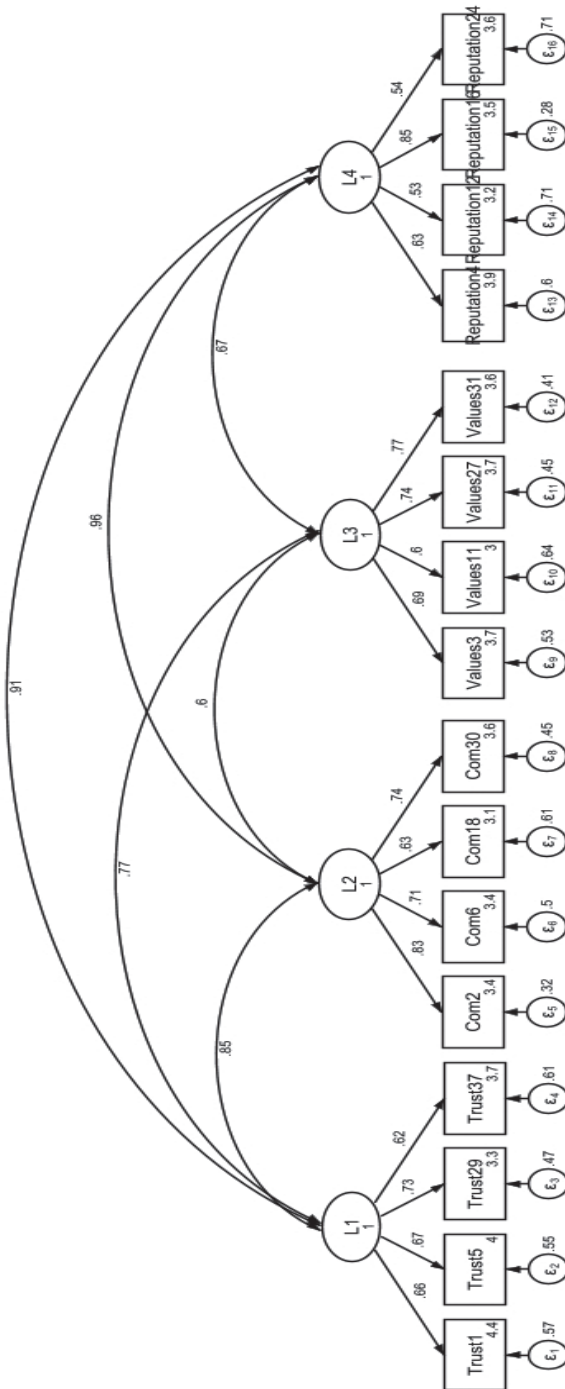 .91
.96
.77
.85
.6
.67
L1
1
L2
1
L3
1
L4
1
.66
.67
.73
.62
.83
.71
.63
.74
.69
.6
.74
.77
.63
.53
.85
.54
Trust1
4.4
Trust5
4
Trust29
3.3
Trust37
3.7
Com2
3.4
Com6
3.4
Com18
3.1
Com30
3.6
Values3
3.7
Values11
3
Values27
3.7
Values31
3.6
Reputation4
3.9
Reputation12
3.2
Reputation16
3.5
Reputation24
3.6
ε1 .57
ε2 .55
ε3 .47
ε4 .61
ε5 .32
ε6 .5
ε7 .61
ε8 .45
ε9 .53
ε10 .64
ε11 .45
ε12 .41
ε13 .6
ε14 .71
ε15 .28
ε16 .71